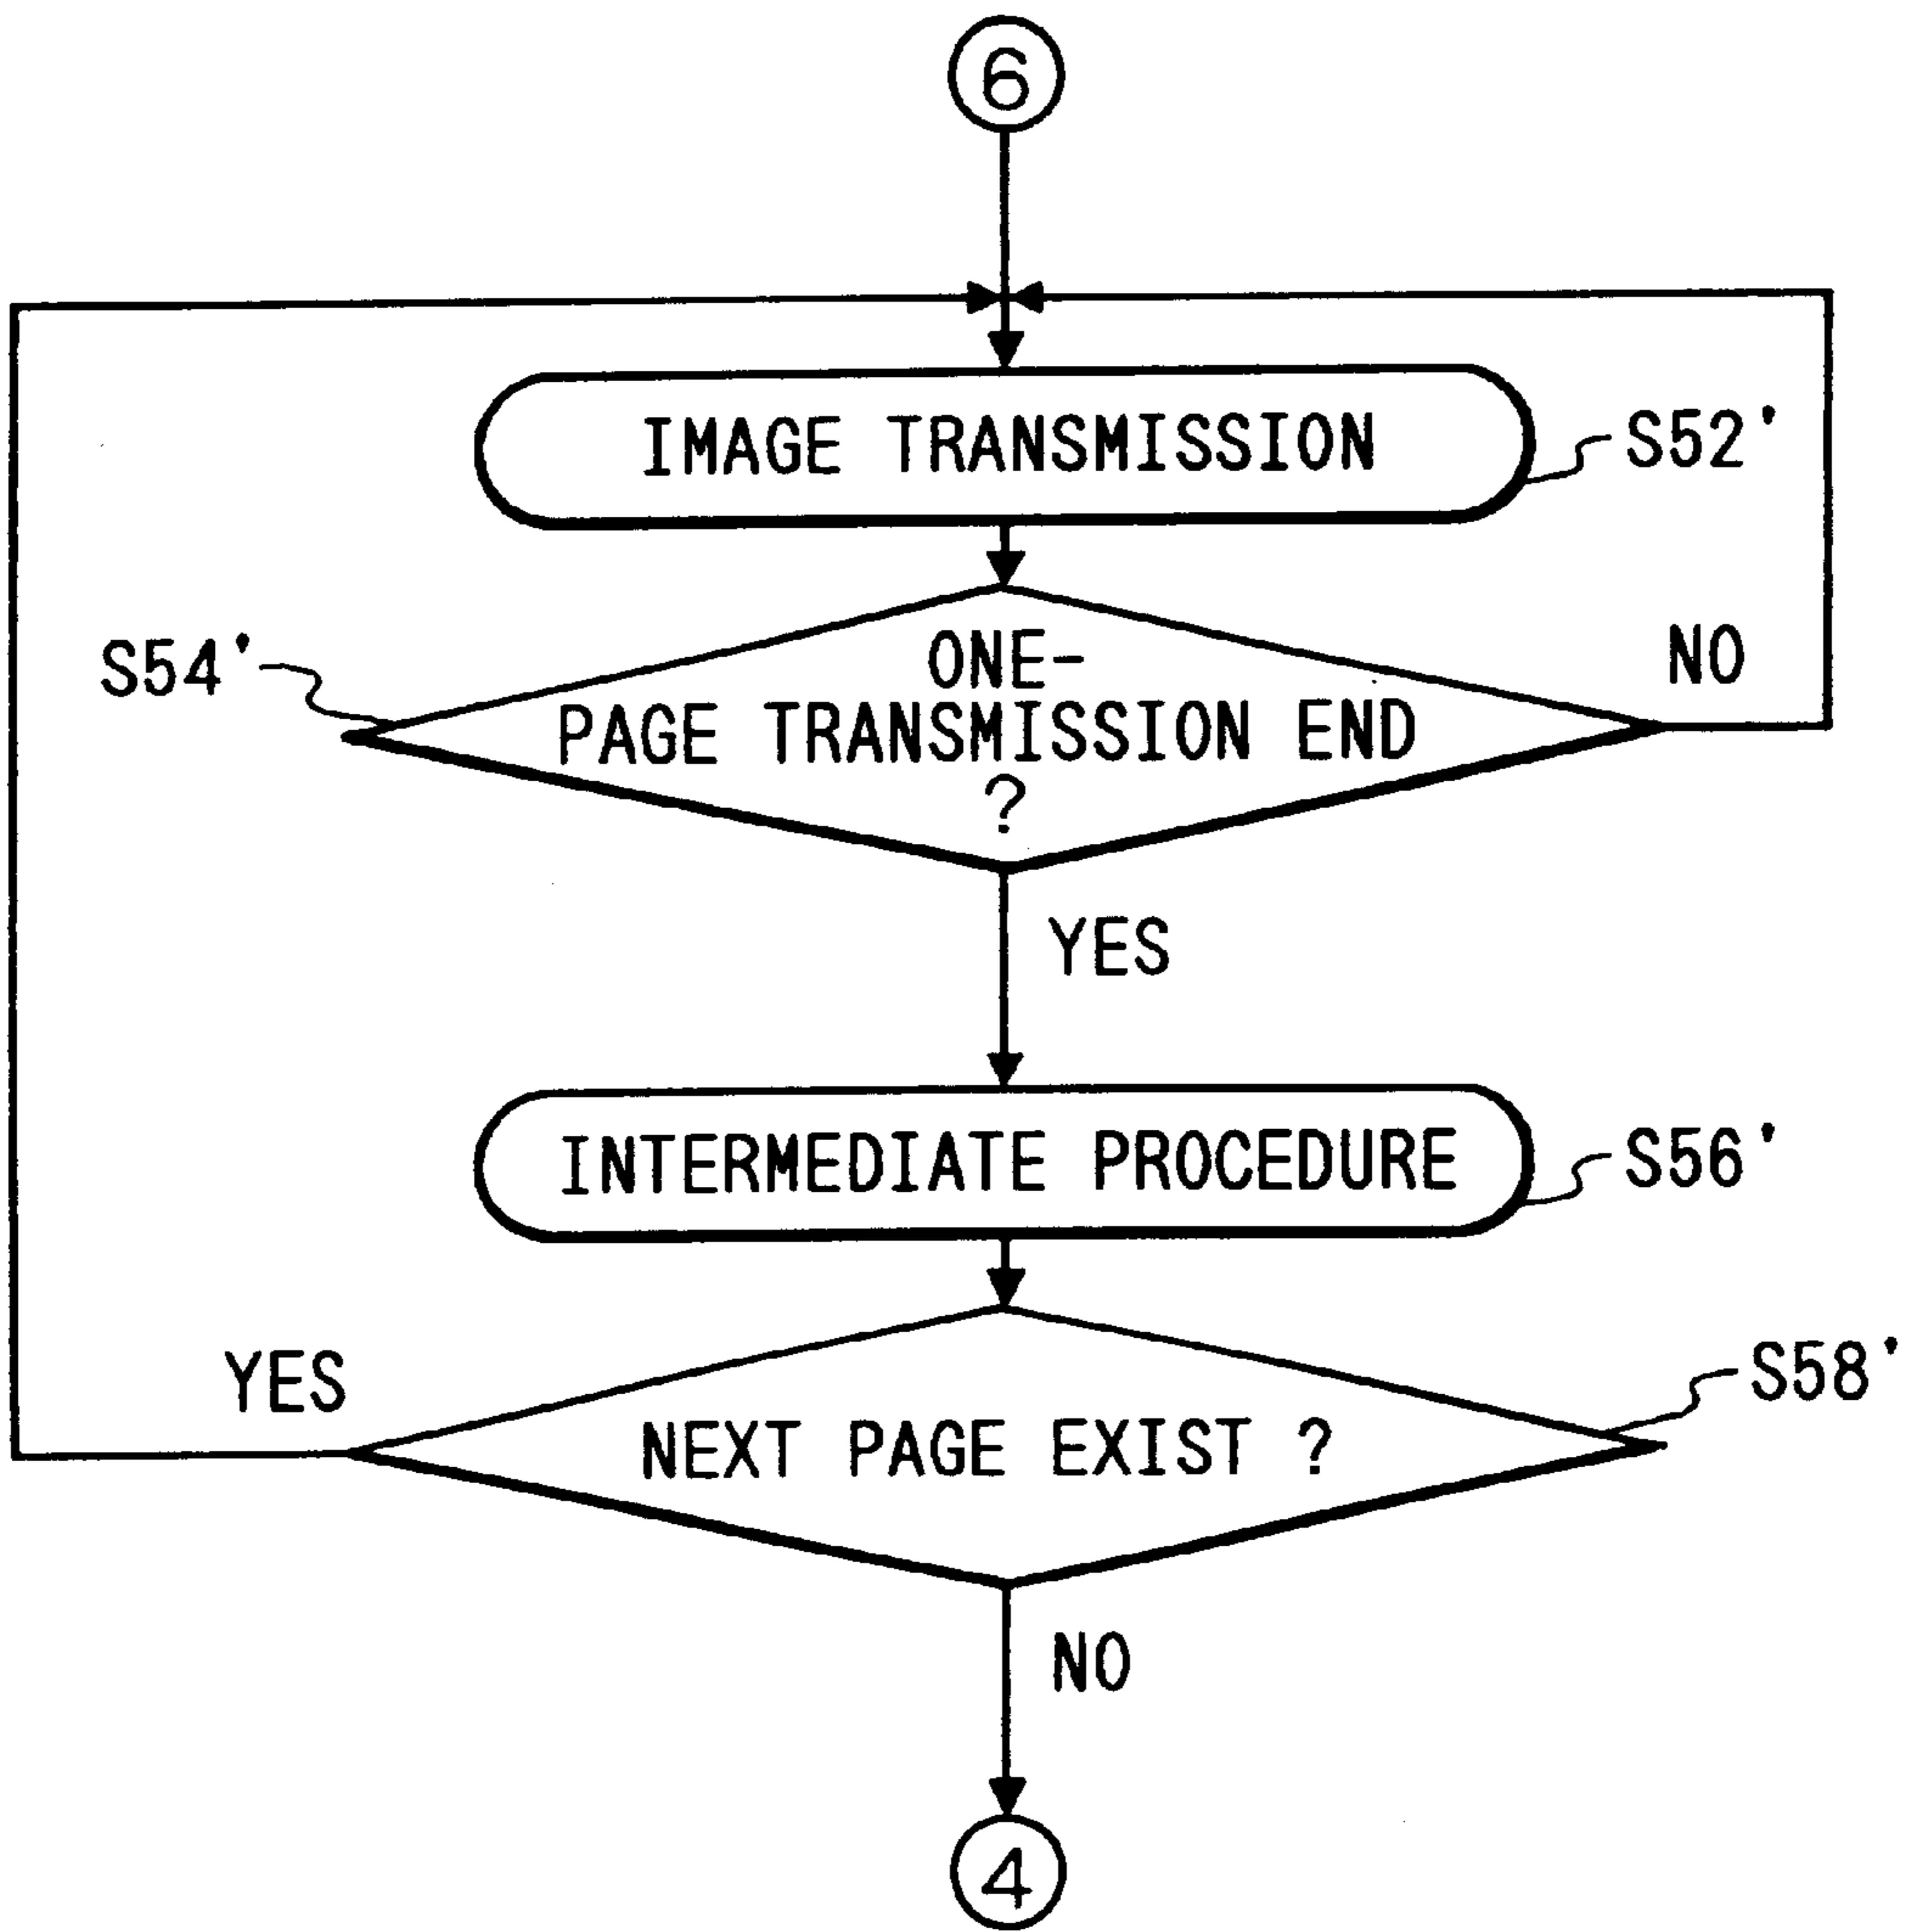 6
IMAGE TRANSMISSION
S52'
S54'
ONE-
PAGE TRANSMISSION END
?
NO
YES
INTERMEDIATE PROCEDURE
S56'
YES
NEXT PAGE EXIST ?
S58'
NO
4